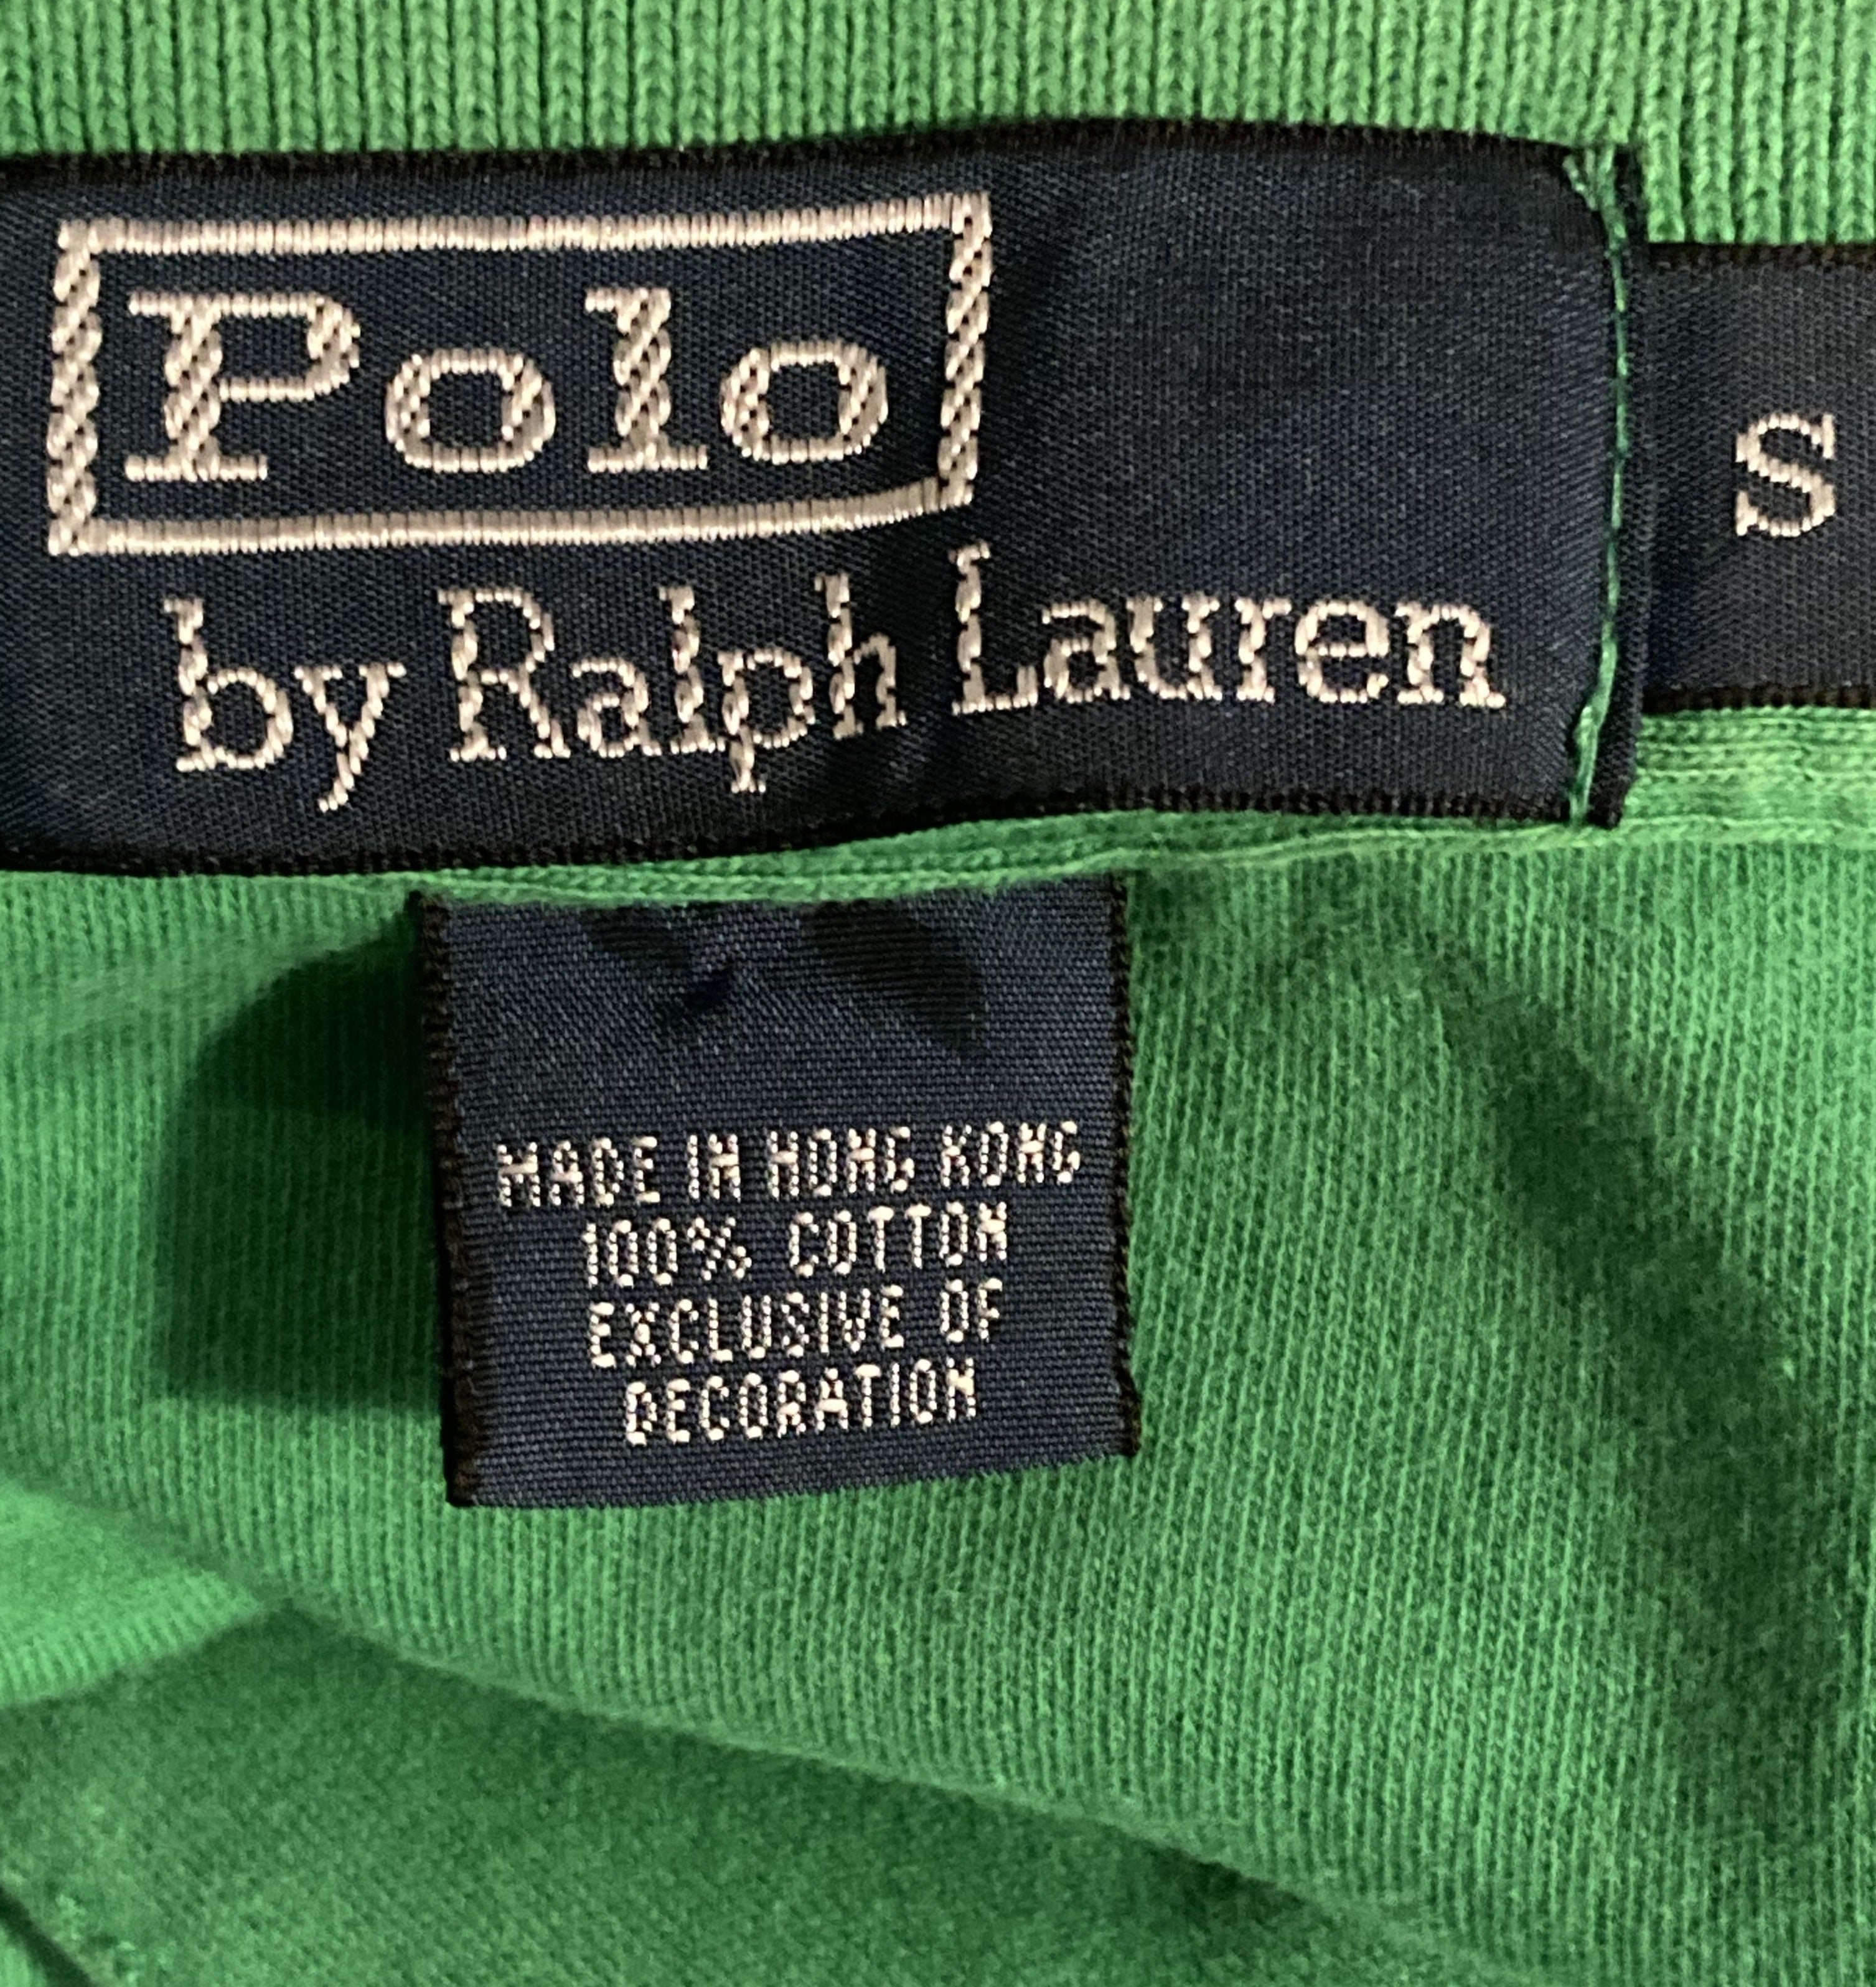 Polo
by Ralph Lauren
S
MADE IN HONG KONG
100% COTTON
EXCLUSIVE OF
DECORATION